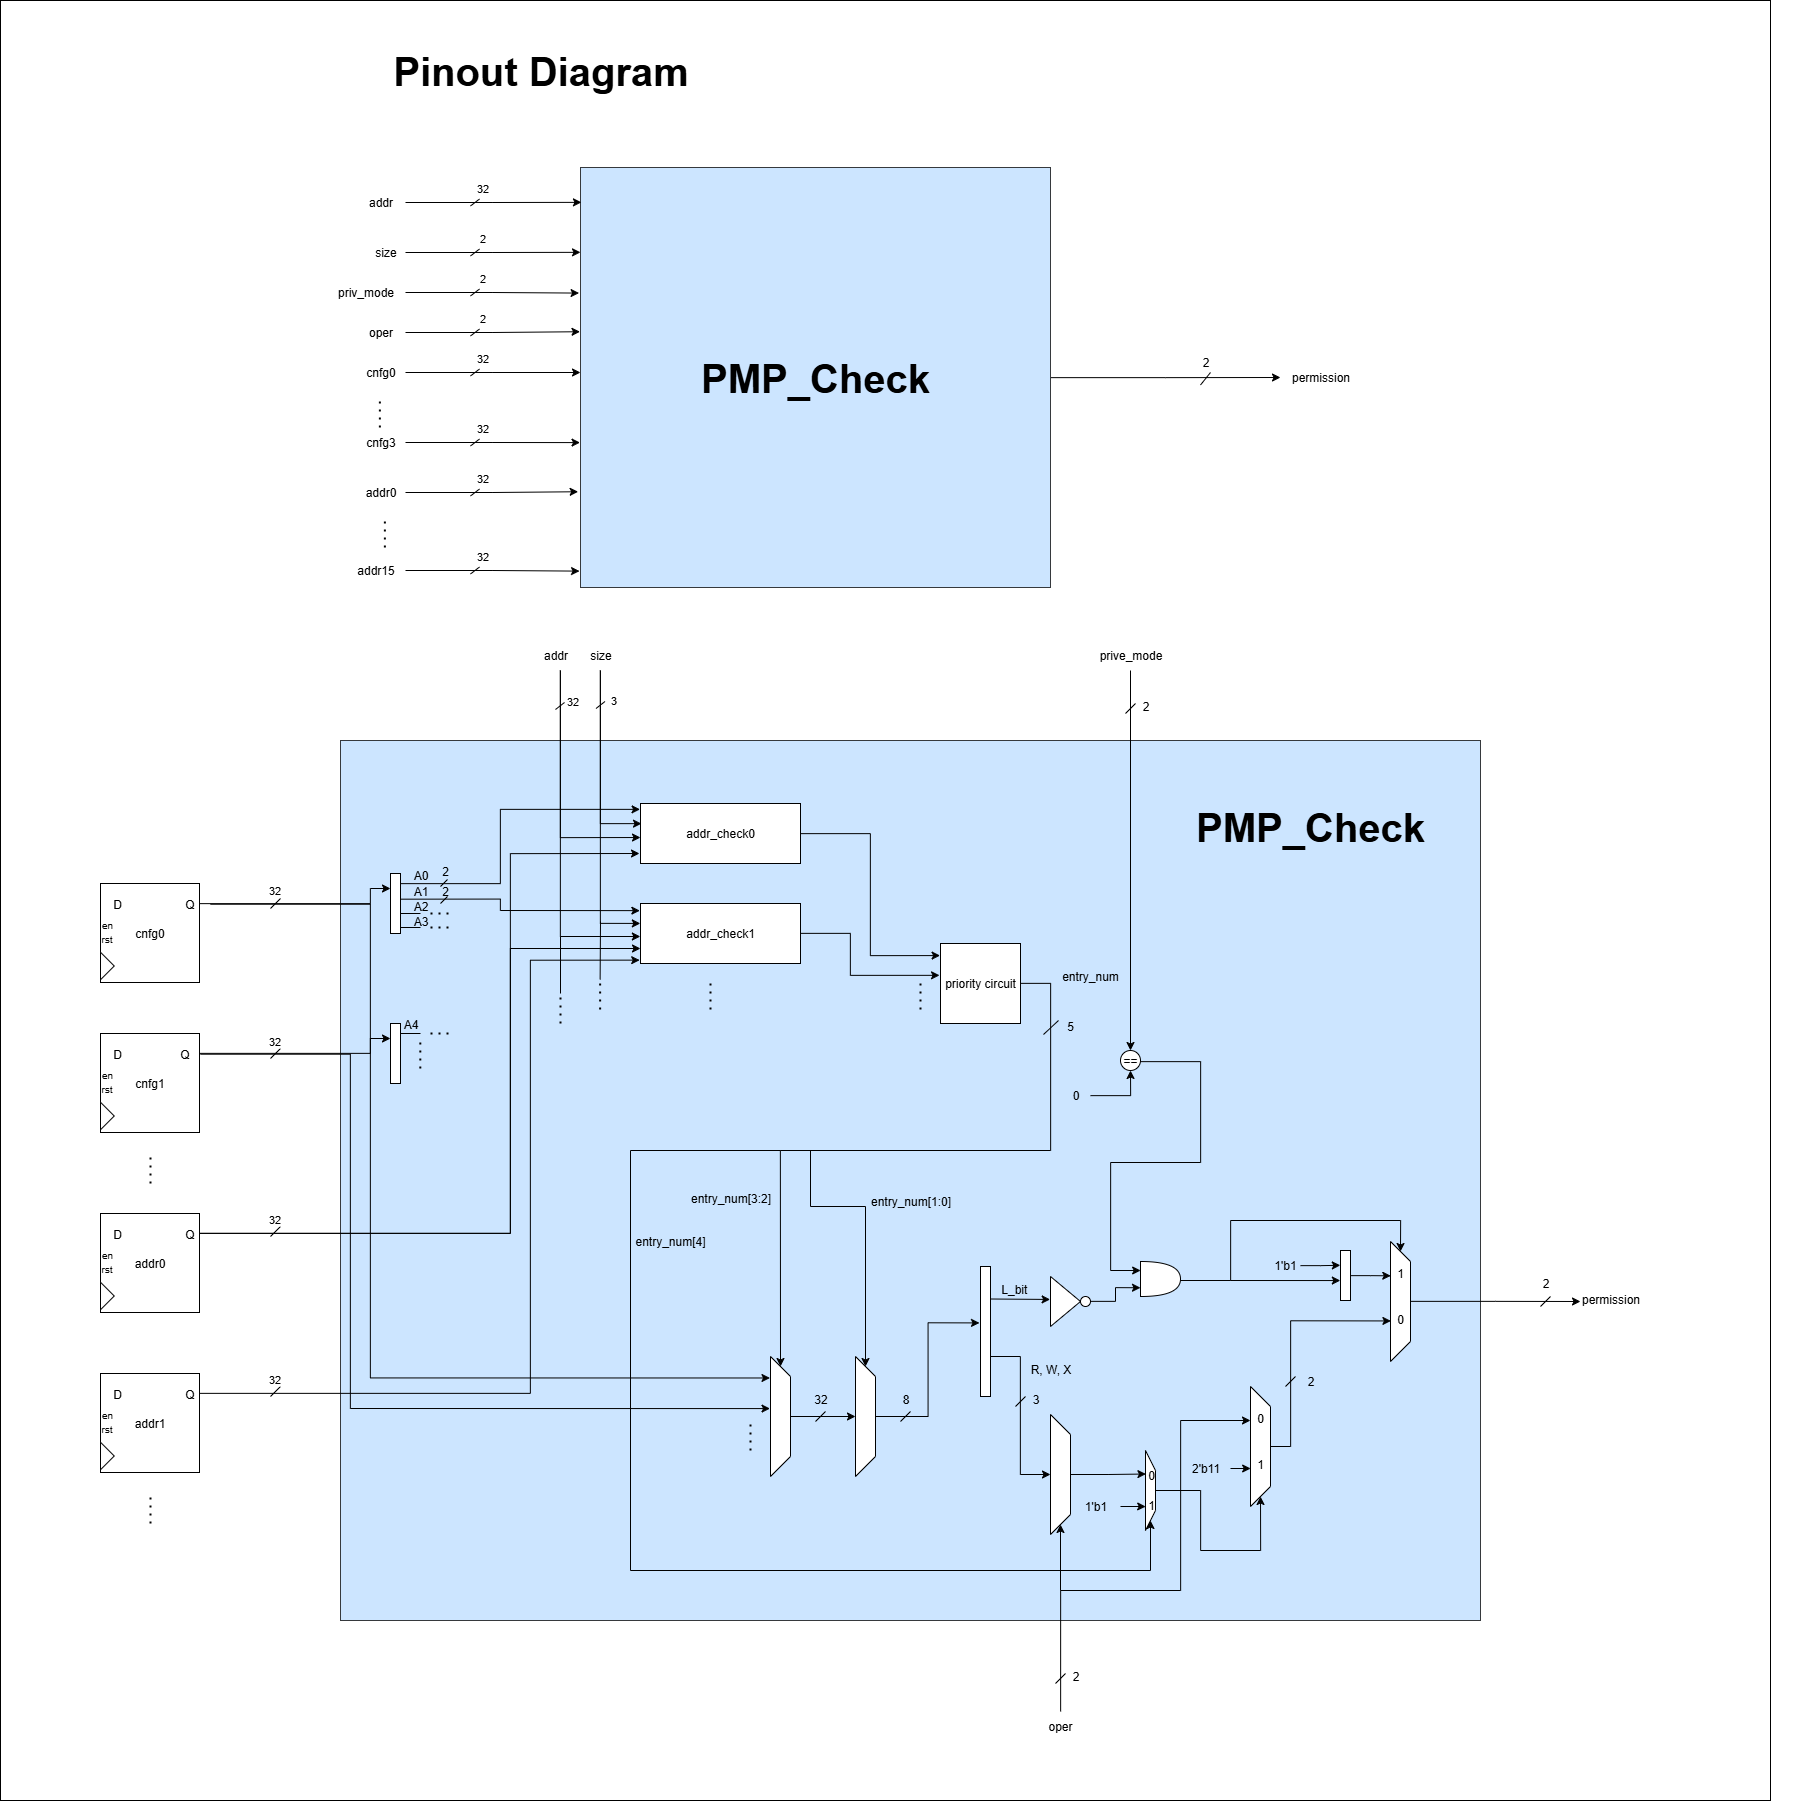 Pinout Diagram
addr
32
size
2
priv_mode
2
oper
2
cnfg0
32
cnfg3
32
addr0
32
addr15
32
PMP_Check
2
permission
addr
size
prive_mode
32
3
2
PMP_Check
addr_check0
A0
2
A1
2
A2
A3
D
Q
32
en
rst
cnfg0
addr_check1
priority circuit
entry_num
5
A4
D
Q
32
en
rst
cnfg1
==
0
entry_num[3:2]
entry_num[1:0]
entry_num[4]
D
Q
32
en
rst
addr0
L_bit
1'b1
1
0
2
permission
R, W, X
3
D
Q
32
en
rst
addr1
32
8
2
0
1
2'b11
0
1
1'b1
2
oper